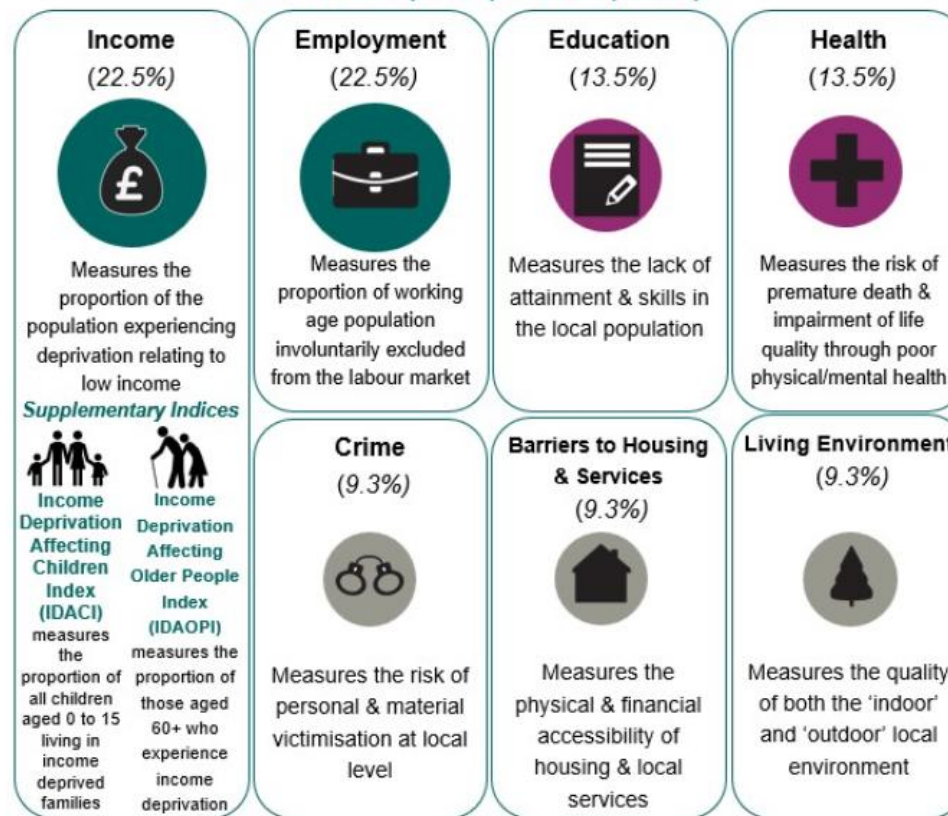 Income
(22.5%)
£
Measures the
proportion of the
population experiencing
deprivation relating to
low income
Supplementary Indices
Income
Deprivation
Affecting
Children
Index
(IDACI)
measures
the
proportion of
all children
aged 0 to 15
living in
income
deprived
families
Income
Deprivation
Affecting
Older People
Index
(IDAOPI)
measures the
proportion of
those aged
60+ who
experience
income
deprivation
Employment
(22.5%)
Measures the
proportion of working
age population
involuntarily excluded
from the labour market
Education
(13.5%)
Measures the lack of
attainment & skills in
the local population
Health
(13.5%)
Measures the risk of
premature death &
impairment of life
quality through poor
physical/mental health
Crime
(9.3%)
Measures the risk of
personal & material
victimisation at local
level
Barriers to Housing
& Services
(9.3%)
Measures the
physical & financial
accessibility of
housing & local
services
Living Environment
(9.3%)
Measures the quality
of both the ‘indoor’
and ‘outdoor’ local
environment